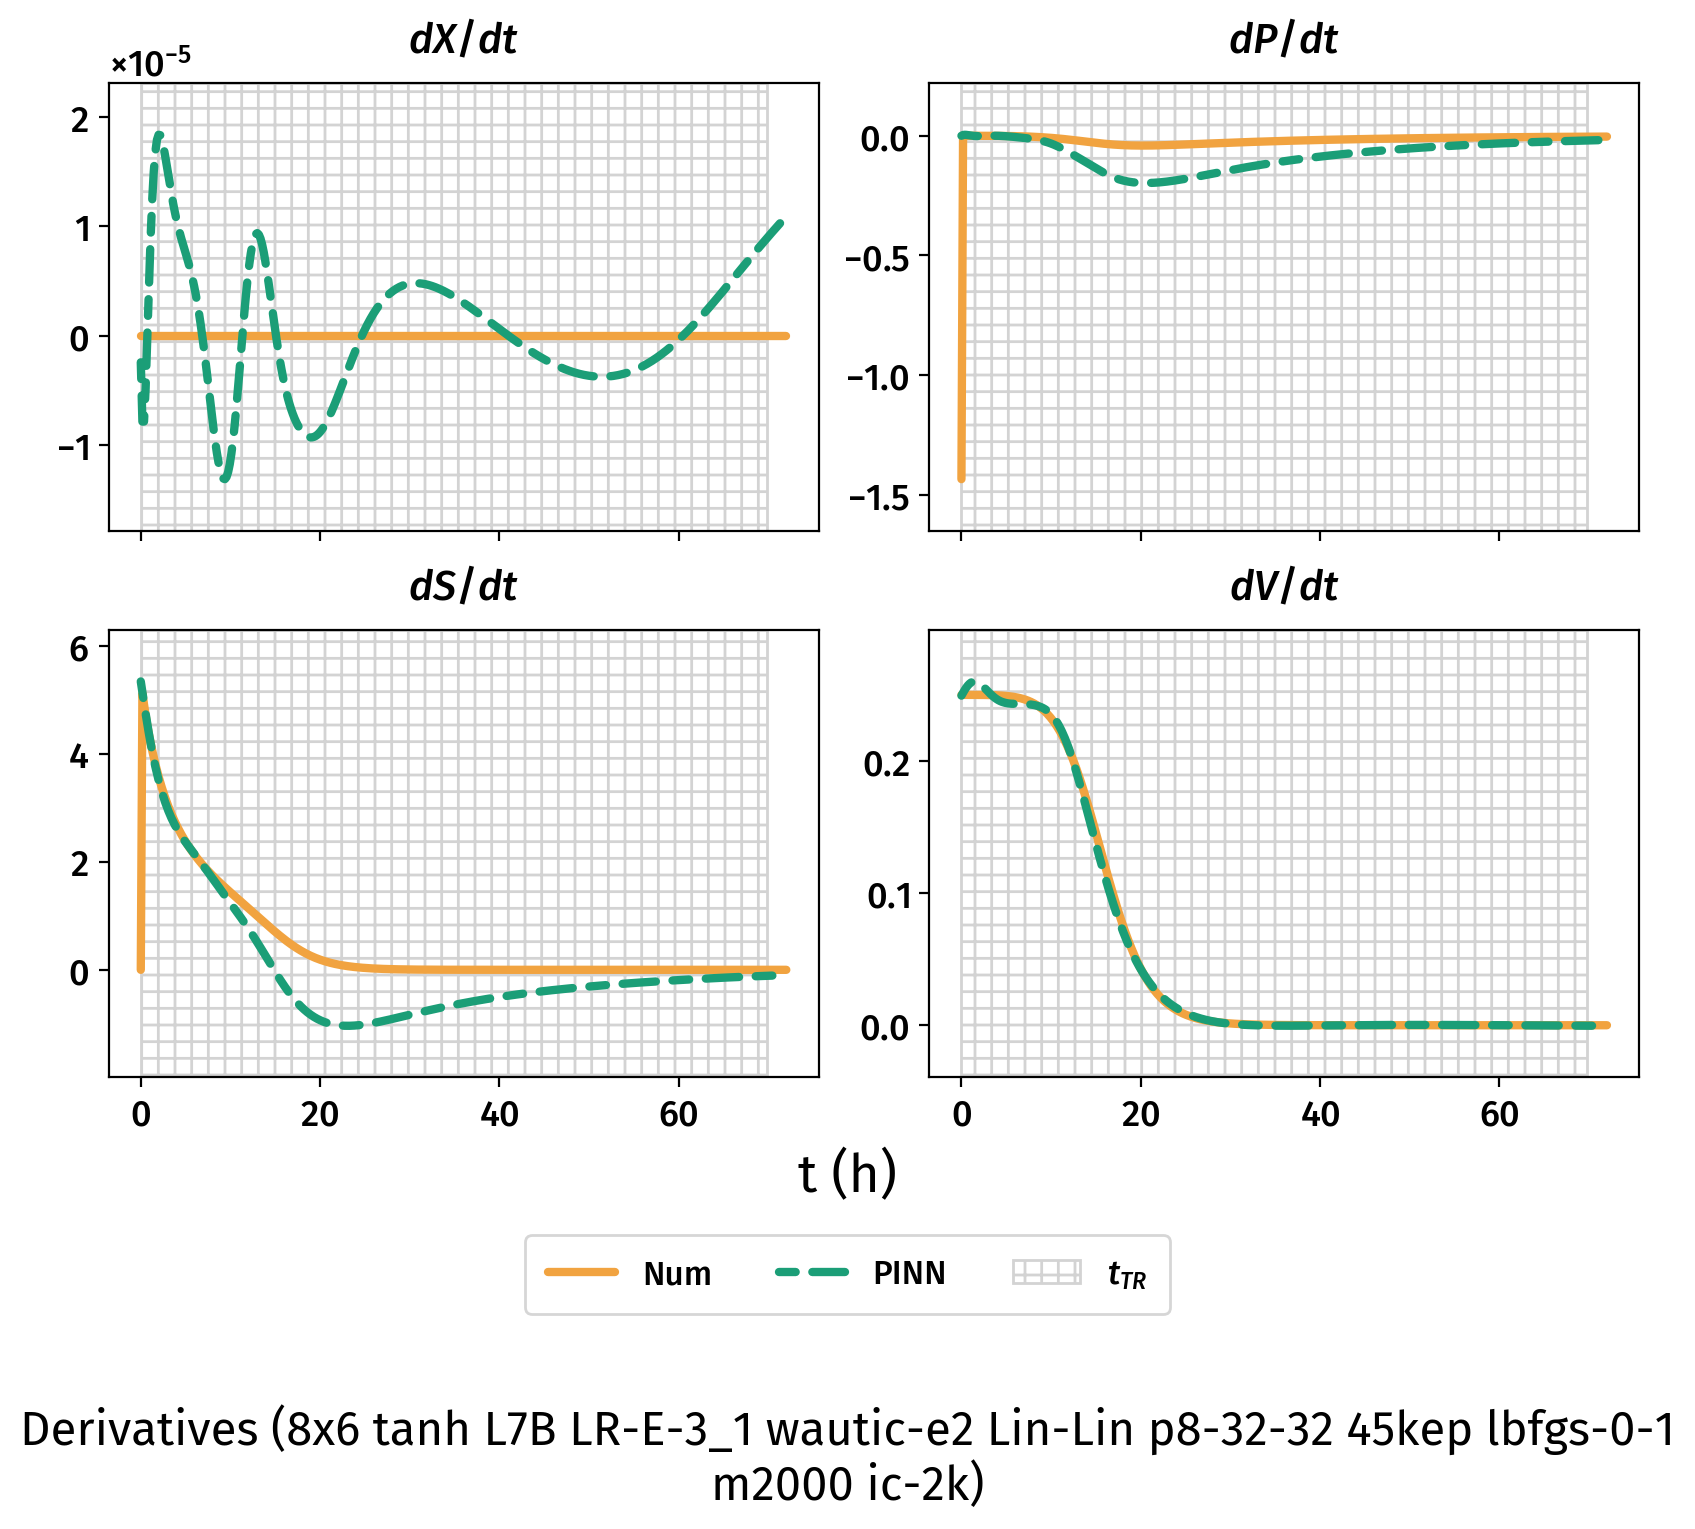 dX/dt
dP/dt
×10⁻⁵
2
1
0
−1
0.0
−0.5
−1.0
−1.5
dS/dt
dV/dt
6
4
2
0
0.2
0.1
0.0
0 20 40 60
0 20 40 60
t (h)
Num PINN t_TR
Derivatives (8x6 tanh L7B LR-E-3_1 wautic-e2 Lin-Lin p8-32-32 45kep lbfgs-0-1
m2000 ic-2k)